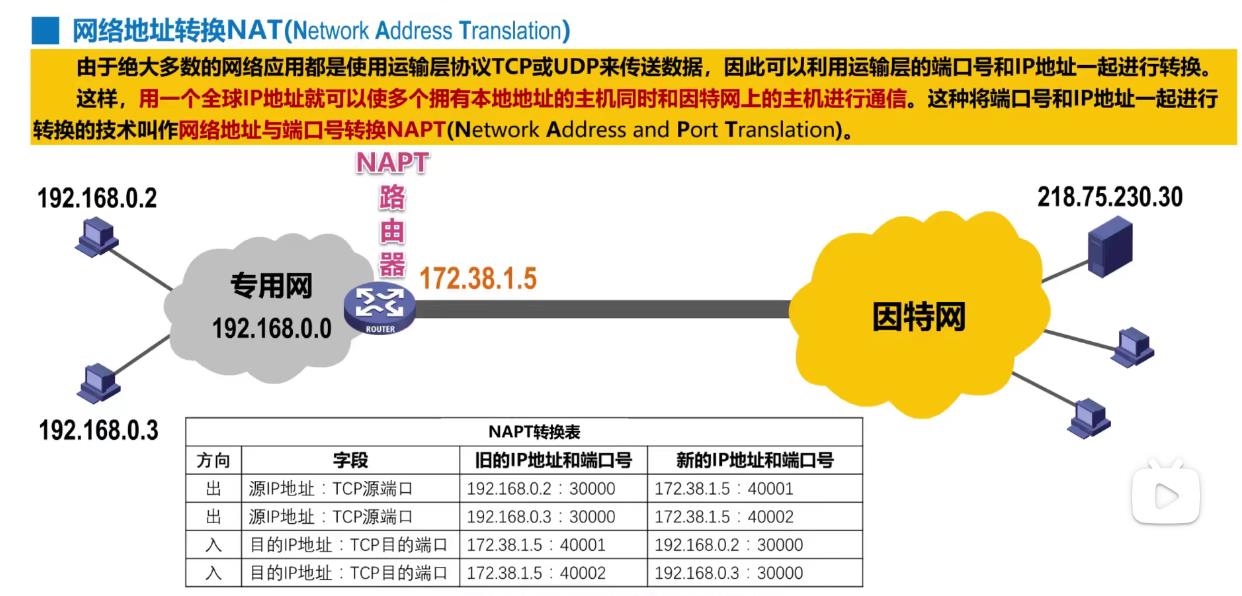 网络地址转换NAT(Network Address Translation)
由于绝大多数的网络应用都是使用运输层协议TCP或UDP来传送数据，因此可以利用运输层的端口号和IP地址一起进行转换。
这样，用一个全球IP地址就可以使多个拥有本地地址的主机同时和因特网上的主机进行通信。这种将端口号和IP地址一起进行
转换的技术叫作网络地址与端口号转换NAPT(Network Address and Port Translation)。
NAPT
路
由
器
192.168.0.2
218.75.230.30
172.38.1.5
专用网
192.168.0.0
ROUTER
因特网
192.168.0.3
NAPT转换表
方向 字段 旧的IP地址和端口号 新的IP地址和端口号
出 源IP地址：TCP源端口 192.168.0.2：30000 172.38.1.5：40001
出 源IP地址：TCP源端口 192.168.0.3：30000 172.38.1.5：40002
入 目的IP地址：TCP目的端口 172.38.1.5：40001 192.168.0.2：30000
入 目的IP地址：TCP目的端口 172.38.1.5：40002 192.168.0.3：30000